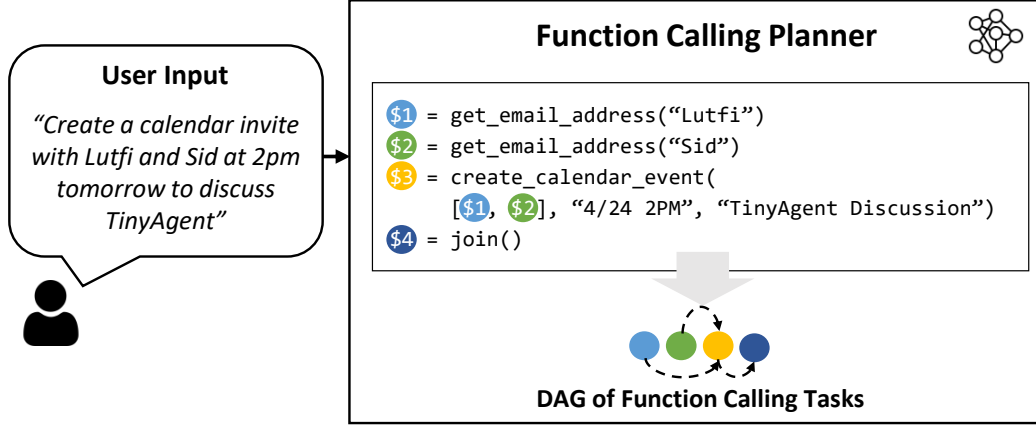 User Input
“Create a calendar invite
with Lutfi and Sid at 2pm
tomorrow to discuss
TinyAgent”
Function Calling Planner
$1 = get_email_address(“Lutfi”)
$2 = get_email_address(“Sid”)
$3 = create_calendar_event(
[$1, $2], “4/24 2PM”, “TinyAgent Discussion”)
$4 = join()
DAG of Function Calling Tasks